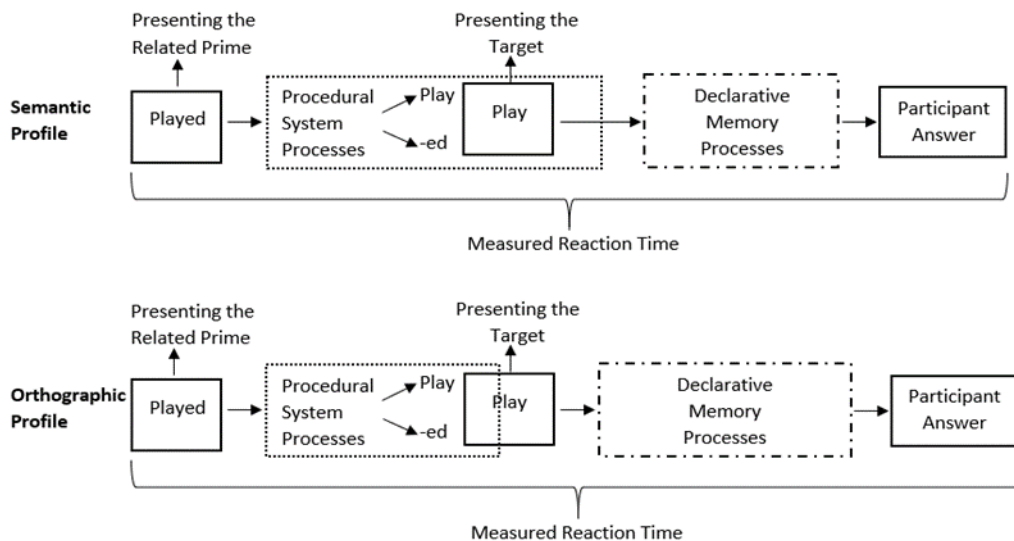 Presenting the
Related Prime
Presenting the
Target
Semantic
Profile
Played
Procedural
System
Processes
Play
-ed
Play
Declarative
Memory
Processes
Participant
Answer
Measured Reaction Time
Presenting the
Related Prime
Presenting the
Target
Orthographic
Profile
Played
Procedural
System
Processes
Play
-ed
Play
Declarative
Memory
Processes
Participant
Answer
Measured Reaction Time